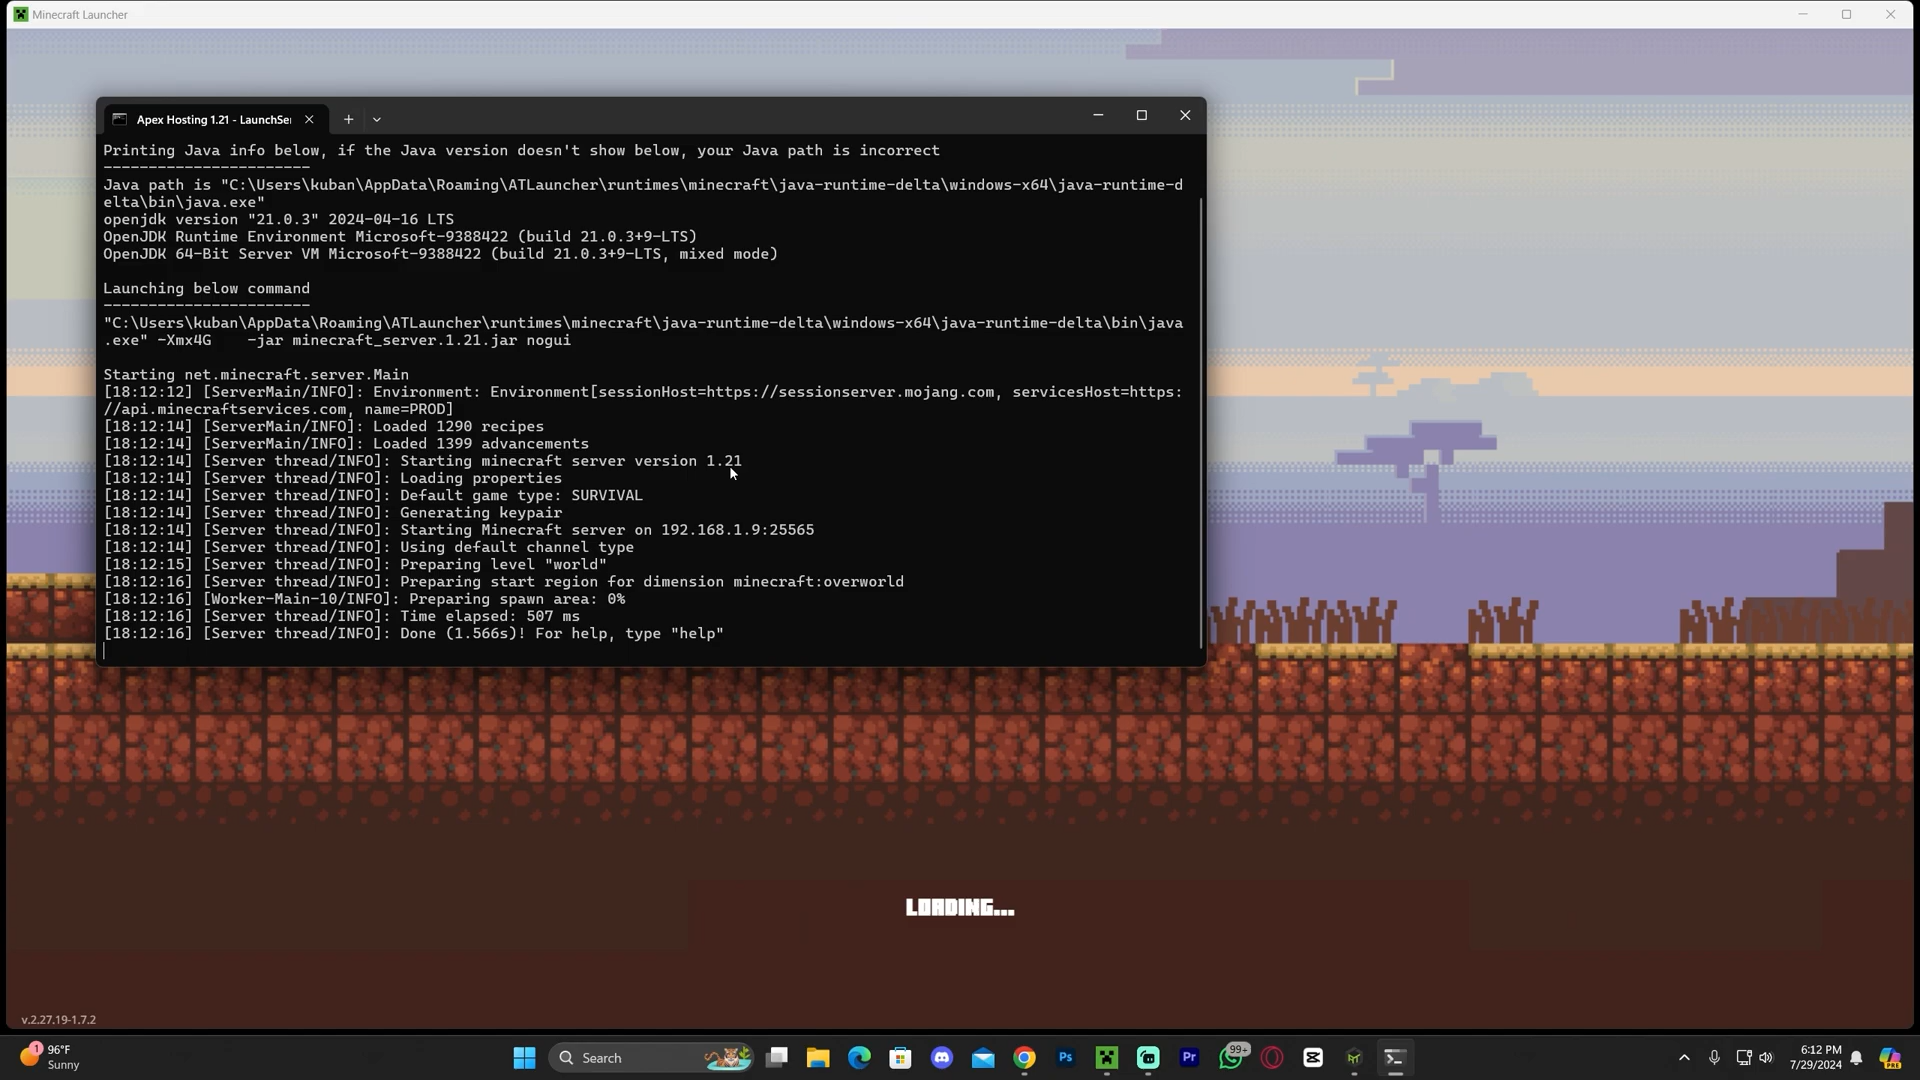 Minecraft Launcher
Apex Hosting 1.21 - LaunchSer
Printing Java info below, if the Java version doesn't show below, your Java path is incorrect
-----------------------
Java path is "C:\Users\kuban\AppData\Roaming\ATLauncher\runtimes\minecraft\java-runtime-delta\windows-x64\java-runtime-d
elta\bin\java.exe"
openjdk version "21.0.3" 2024-04-16 LTS
OpenJDK Runtime Environment Microsoft-9388422 (build 21.0.3+9-LTS)
OpenJDK 64-Bit Server VM Microsoft-9388422 (build 21.0.3+9-LTS, mixed mode)
Launching below command
-----------------------
"C:\Users\kuban\AppData\Roaming\ATLauncher\runtimes\minecraft\java-runtime-delta\windows-x64\java-runtime-delta\bin\java
.exe" -Xmx4G    -jar minecraft_server.1.21.jar nogui
Starting net.minecraft.server.Main
[18:12:12] [ServerMain/INFO]: Environment: Environment[sessionHost=https://sessionserver.mojang.com, servicesHost=https:
//api.minecraftservices.com, name=PROD]
[18:12:14] [ServerMain/INFO]: Loaded 1290 recipes
[18:12:14] [ServerMain/INFO]: Loaded 1399 advancements
[18:12:14] [Server thread/INFO]: Starting minecraft server version 1.21
[18:12:14] [Server thread/INFO]: Loading properties
[18:12:14] [Server thread/INFO]: Default game type: SURVIVAL
[18:12:14] [Server thread/INFO]: Generating keypair
[18:12:14] [Server thread/INFO]: Starting Minecraft server on 192.168.1.9:25565
[18:12:14] [Server thread/INFO]: Using default channel type
[18:12:15] [Server thread/INFO]: Preparing level "world"
[18:12:16] [Server thread/INFO]: Preparing start region for dimension minecraft:overworld
[18:12:16] [Worker-Main-10/INFO]: Preparing spawn area: 0%
[18:12:16] [Server thread/INFO]: Time elapsed: 507 ms
[18:12:16] [Server thread/INFO]: Done (1.566s)! For help, type "help"
LOADING...
v.2.27.19-1.7.2
1
96°F
Sunny
Search
Ps
Pr
99+
6:12 PM
7/29/2024
PRE